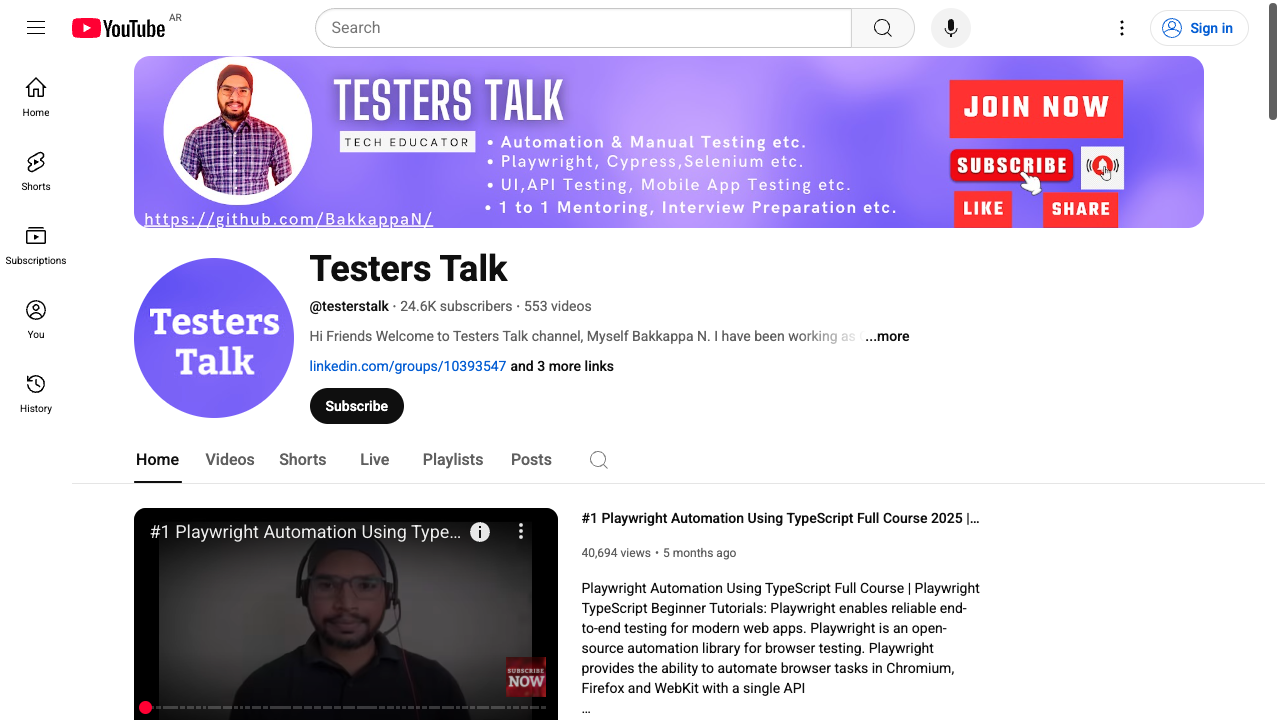 YouTube AR
Search
Sign in
Home
Shorts
Subscriptions
You
History
TESTERS TALK
TECH EDUCATOR
• Automation & Manual Testing etc.
• Playwright, Cypress,Selenium etc.
• UI,API Testing, Mobile App Testing etc.
• 1 to 1 Mentoring, Interview Preparation etc.
https://github.com/BakkappaN/
JOIN NOW
SUBSCRIBE
LIKE
SHARE
Testers
Talk
Testers Talk
@testerstalk · 24.6K subscribers · 553 videos
Hi Friends Welcome to Testers Talk channel, Myself Bakkappa N. I have been working as ...more
linkedin.com/groups/10393547 and 3 more links
Subscribe
Home Videos Shorts Live Playlists Posts
#1 Playwright Automation Using Type...
SUBSCRIBE
NOW
#1 Playwright Automation Using TypeScript Full Course 2025 |...
40,694 views • 5 months ago
Playwright Automation Using TypeScript Full Course | Playwright
TypeScript Beginner Tutorials: Playwright enables reliable end-
to-end testing for modern web apps. Playwright is an open-
source automation library for browser testing. Playwright
provides the ability to automate browser tasks in Chromium,
Firefox and WebKit with a single API
...